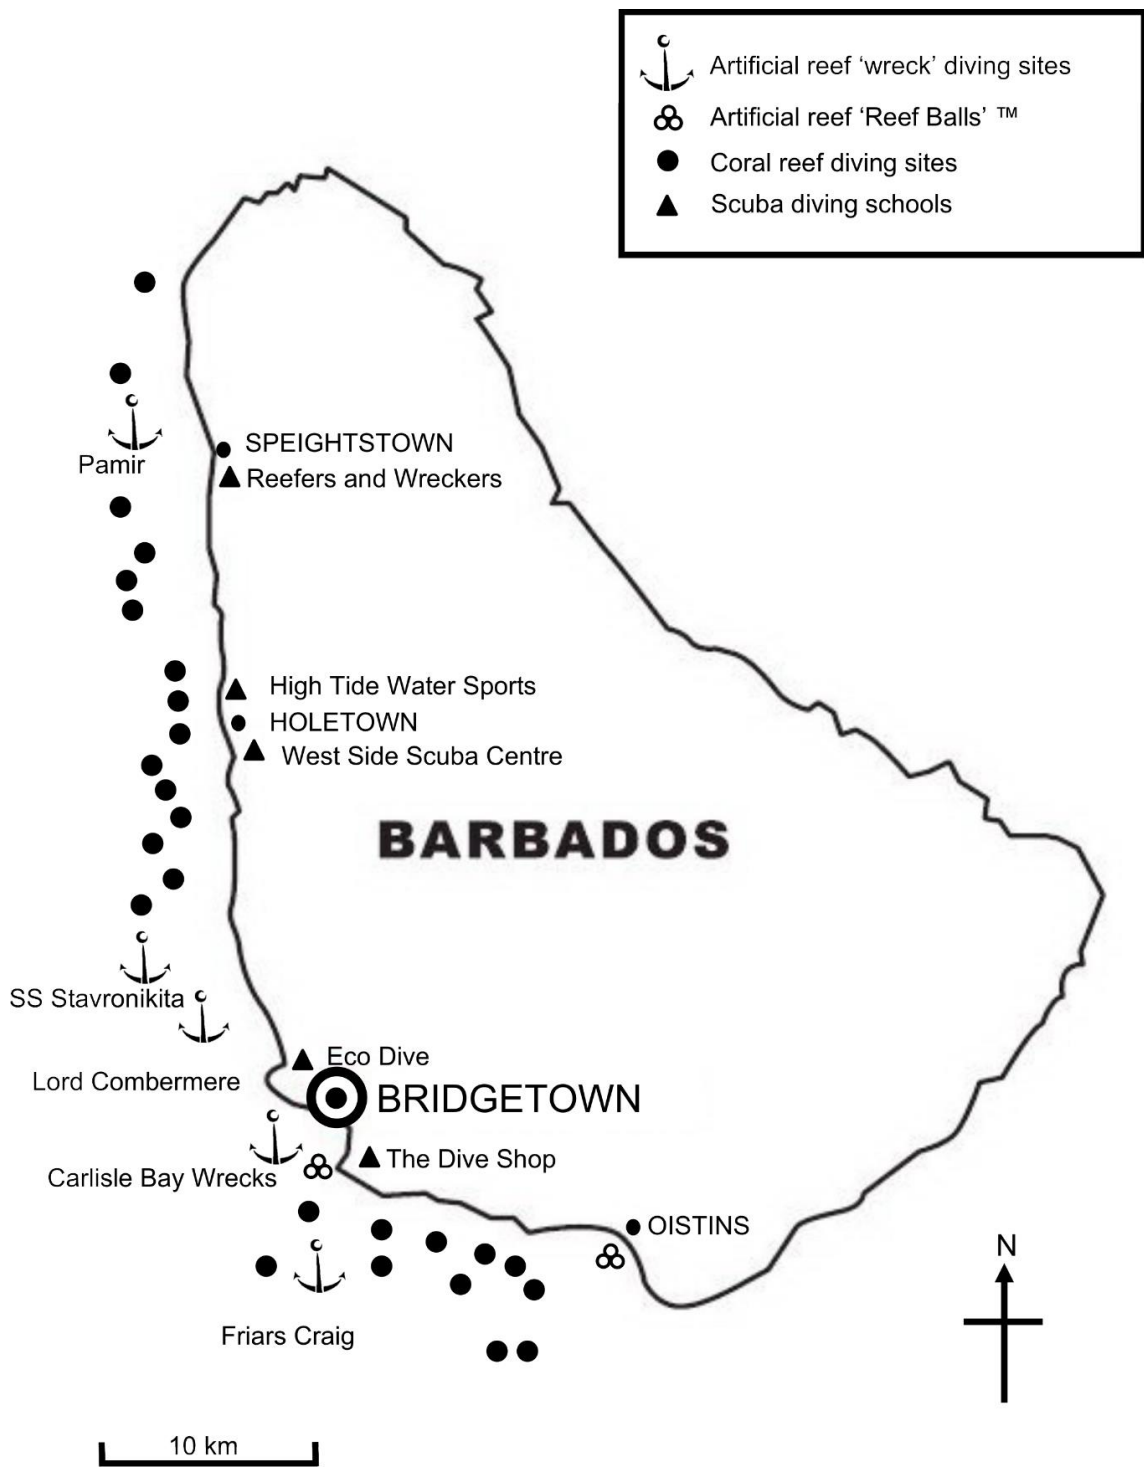 Artificial reef ‘wreck’ diving sites
Artificial reef ‘Reef Balls’ ™
Coral reef diving sites
Scuba diving schools
SPEIGHTSTOWN
Pamir
Reefers and Wreckers
High Tide Water Sports
HOLETOWN
West Side Scuba Centre
BARBADOS
SS Stavronikita
Eco Dive
Lord Combermere
BRIDGETOWN
The Dive Shop
Carlisle Bay Wrecks
OISTINS
N
Friars Craig
10 km